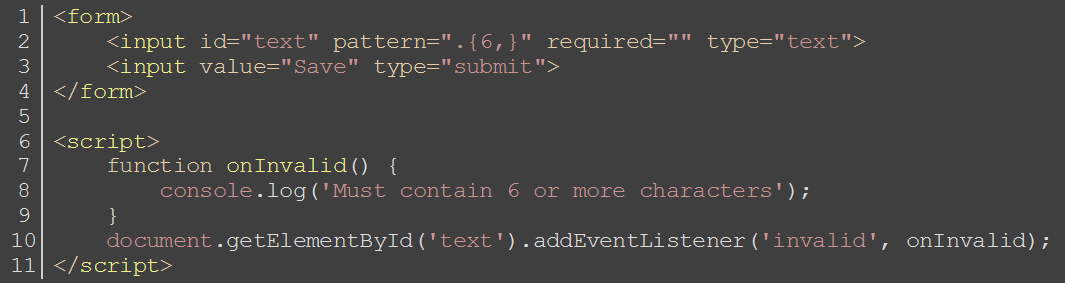 1 <form>
2     <input id="text" pattern=".{6,}" required="" type="text">
3     <input value="Save" type="submit">
4 </form>
5
6 <script>
7     function onInvalid() {
8         console.log('Must contain 6 or more characters');
9     }
10     document.getElementById('text').addEventListener('invalid', onInvalid);
11 </script>